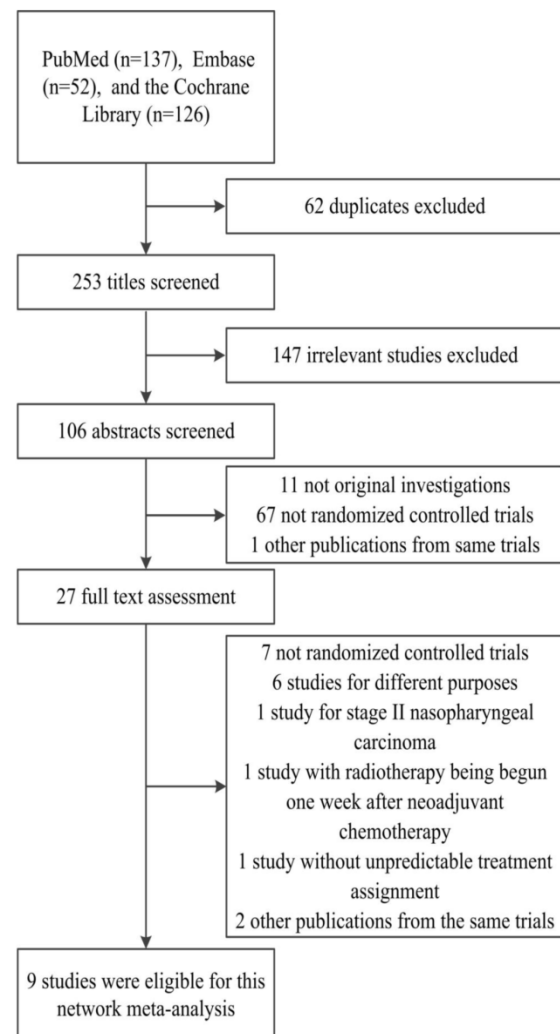 PubMed (n=137), Embase
(n=52), and the Cochrane
Library (n=126)
62 duplicates excluded
253 titles screened
147 irrelevant studies excluded
106 abstracts screened
11 not original investigations
67 not randomized controlled trials
1 other publications from same trials
27 full text assessment
7 not randomized controlled trials
6 studies for different purposes
1 study for stage II nasopharyngeal
carcinoma
1 study with radiotherapy being begun
one week after neoadjuvant
chemotherapy
1 study without unpredictable treatment
assignment
2 other publications from the same trials
9 studies were eligible for this
network meta-analysis